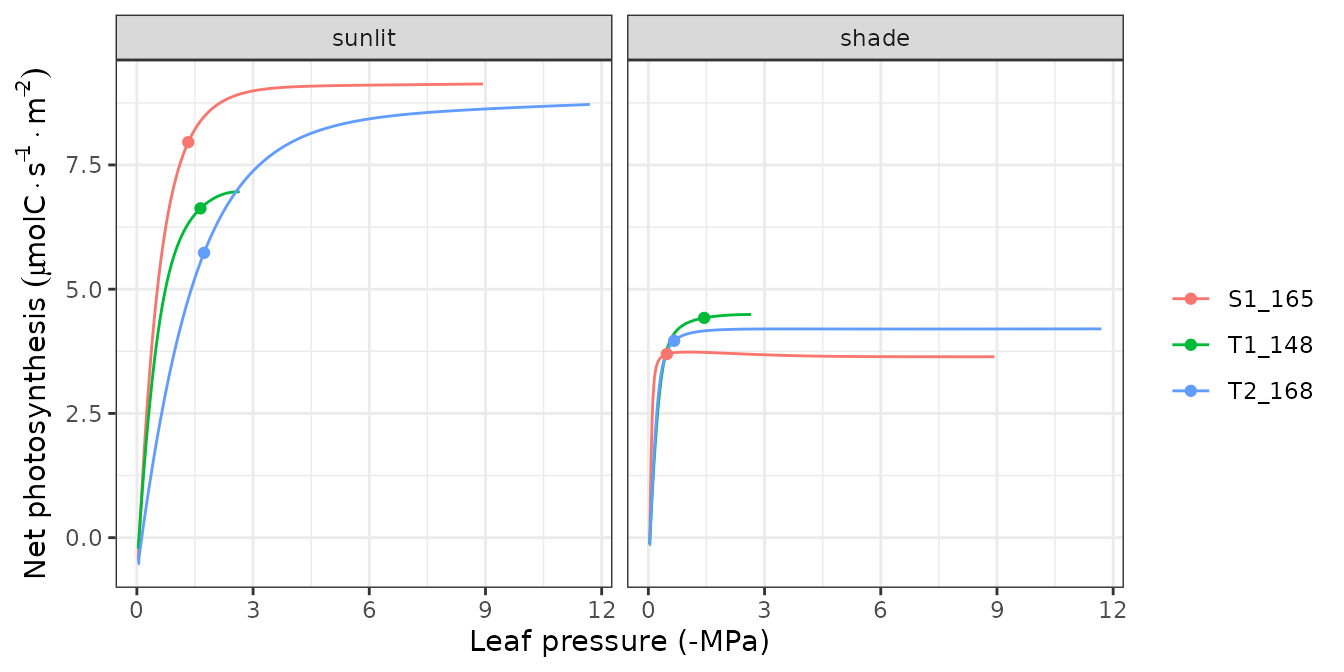 sunlit
shade
Net photosynthesis (μmolC ⋅ s⁻¹ ⋅ m⁻²)
7.5
5.0
2.5
0.0
0 3 6 9 12
0 3 6 9 12
Leaf pressure (-MPa)
S1_165
T1_148
T2_168